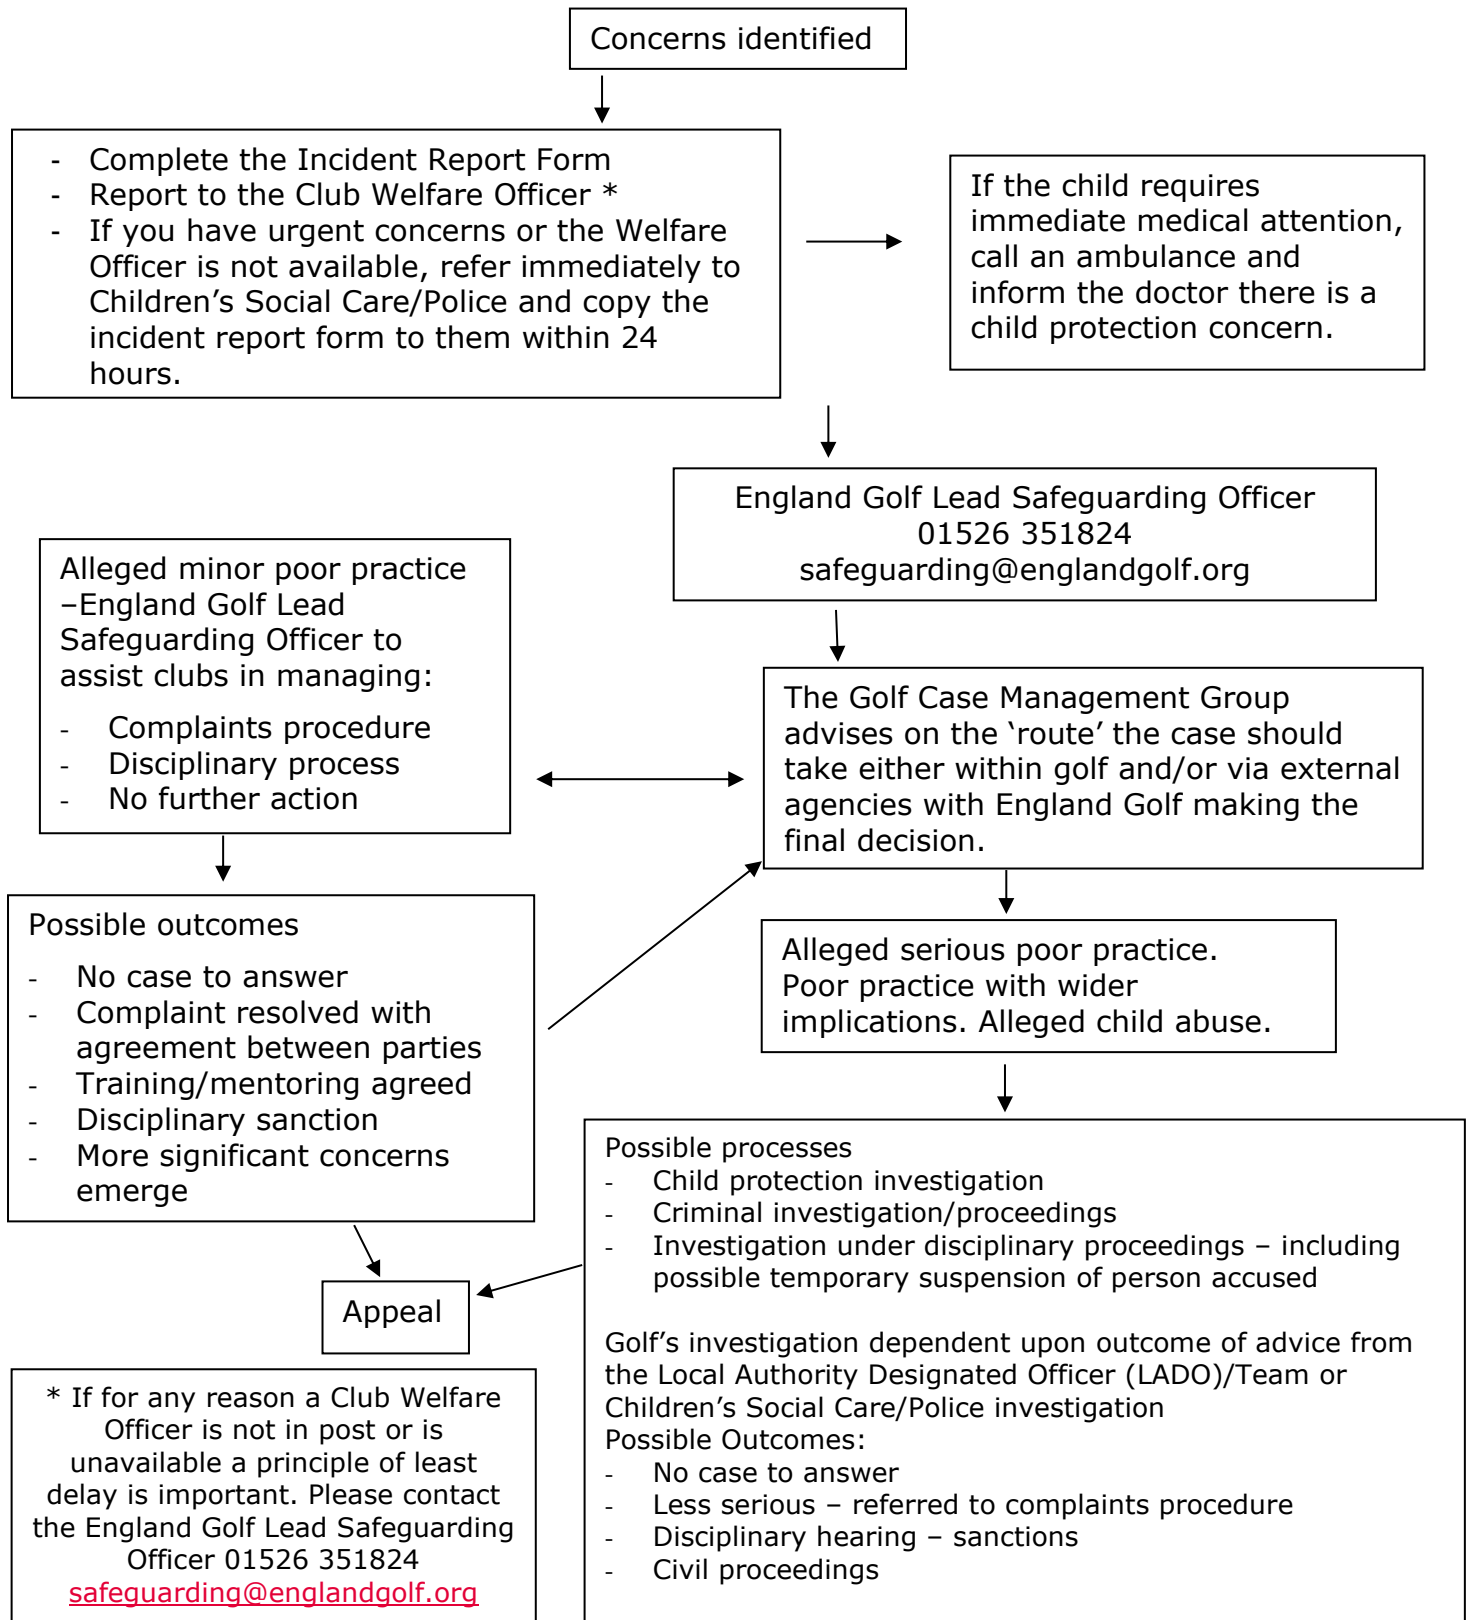 Concerns identified
- Complete the Incident Report Form
- Report to the Club Welfare Officer *
- If you have urgent concerns or the Welfare
Officer is not available, refer immediately to
Children’s Social Care/Police and copy the
incident report form to them within 24
hours.
If the child requires
immediate medical attention,
call an ambulance and
inform the doctor there is a
child protection concern.
England Golf Lead Safeguarding Officer
01526 351824
safeguarding@englandgolf.org
Alleged minor poor practice
–England Golf Lead
Safeguarding Officer to
assist clubs in managing:
- Complaints procedure
- Disciplinary process
- No further action
The Golf Case Management Group
advises on the ‘route’ the case should
take either within golf and/or via external
agencies with England Golf making the
final decision.
Possible outcomes
- No case to answer
- Complaint resolved with
agreement between parties
- Training/mentoring agreed
- Disciplinary sanction
- More significant concerns
emerge
Alleged serious poor practice.
Poor practice with wider
implications. Alleged child abuse.
Possible processes
- Child protection investigation
- Criminal investigation/proceedings
- Investigation under disciplinary proceedings – including
possible temporary suspension of person accused
Golf’s investigation dependent upon outcome of advice from
the Local Authority Designated Officer (LADO)/Team or
Children’s Social Care/Police investigation
Possible Outcomes:
- No case to answer
- Less serious – referred to complaints procedure
- Disciplinary hearing – sanctions
- Civil proceedings
Appeal
* If for any reason a Club Welfare
Officer is not in post or is
unavailable a principle of least
delay is important. Please contact
the England Golf Lead Safeguarding
Officer 01526 351824
safeguarding@englandgolf.org